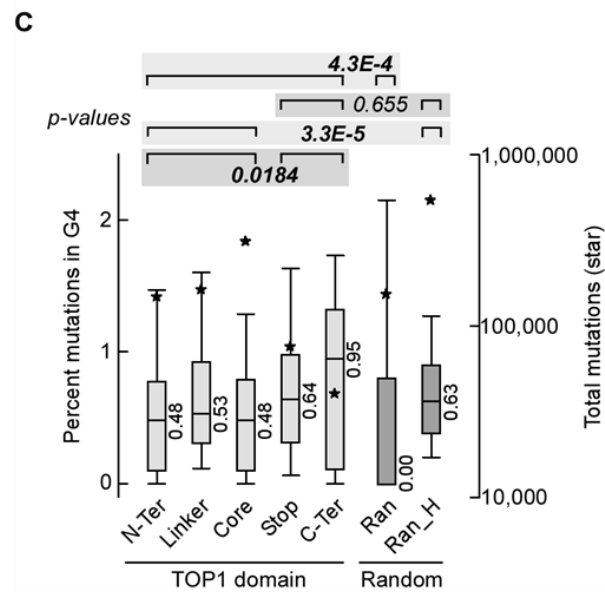 C
4.3E-4
0.655
p-values
3.3E-5
0.0184
Percent mutations in G4
2
1
0
1,000,000
100,000
10,000
Total mutations (star)
0.48
0.53
0.48
0.64
0.95
0.00
0.63
N-Ter
Linker
Core
Stop
C-Ter
Ran
Ran_H
TOP1 domain
Random